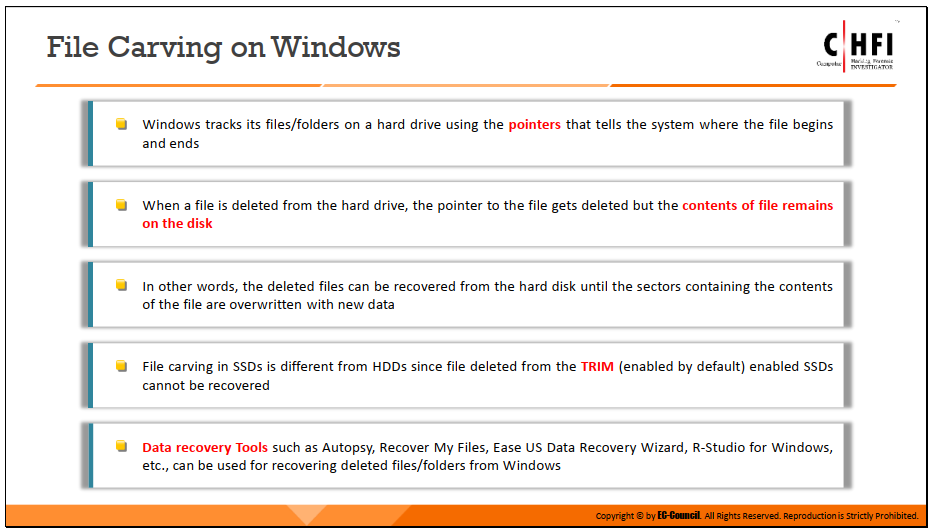 File Carving on Windows
CHFI
Computer Hacking Forensic
INVESTIGATOR
Windows tracks its files/folders on a hard drive using the pointers that tells the system where the file begins
and ends
When a file is deleted from the hard drive, the pointer to the file gets deleted but the contents of file remains
on the disk
In other words, the deleted files can be recovered from the hard disk until the sectors containing the contents
of the file are overwritten with new data
File carving in SSDs is different from HDDs since file deleted from the TRIM (enabled by default) enabled SSDs
cannot be recovered
Data recovery Tools such as Autopsy, Recover My Files, Ease US Data Recovery Wizard, R-Studio for Windows,
etc., can be used for recovering deleted files/folders from Windows
Copyright © by EC-Council. All Rights Reserved. Reproduction is Strictly Prohibited.